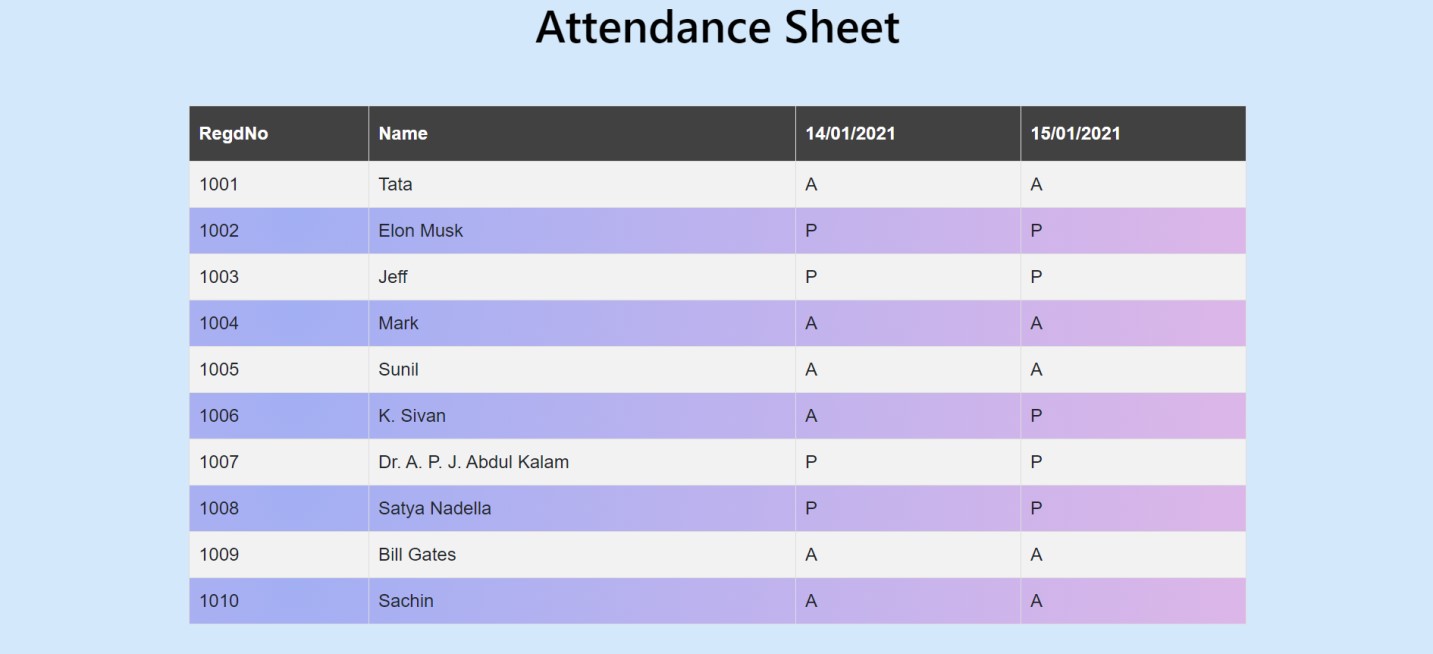 Attendance Sheet
RegdNo Name 14/01/2021 15/01/2021
1001 Tata A A
1002 Elon Musk P P
1003 Jeff P P
1004 Mark A A
1005 Sunil A A
1006 K. Sivan A P
1007 Dr. A. P. J. Abdul Kalam P P
1008 Satya Nadella P P
1009 Bill Gates A A
1010 Sachin A A